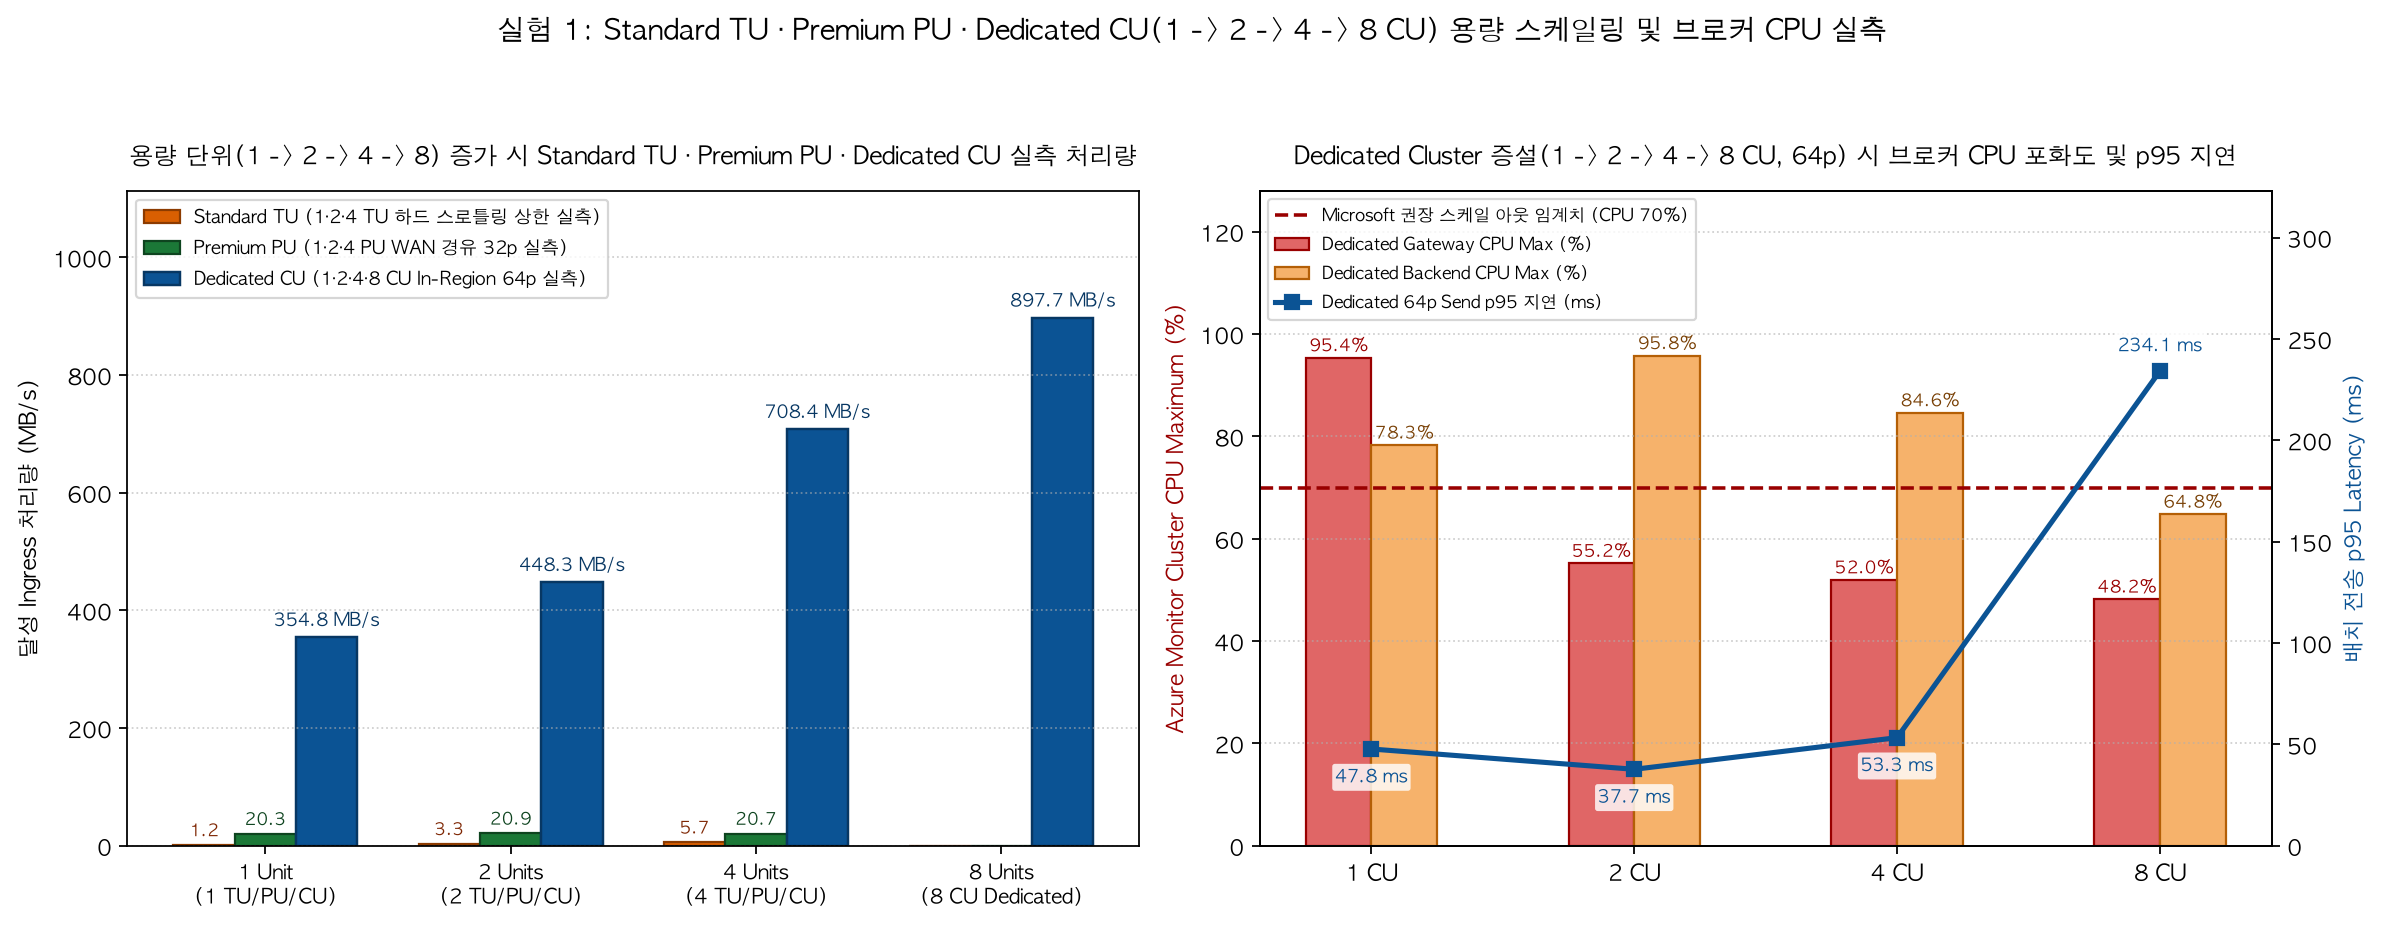 실험 1: Standard TU · Premium PU · Dedicated CU(1 -> 2 -> 4 -> 8 CU) 용량 스케일링 및 브로커 CPU 실측
용량 단위(1 -> 2 -> 4 -> 8) 증가 시 Standard TU · Premium PU · Dedicated CU 실측 처리량
달성 Ingress 처리량 (MB/s)
1000
800
600
400
200
0
Standard TU (1·2·4 TU 하드 스로틀링 상한 실측)
Premium PU (1·2·4 PU WAN 경유 32p 실측)
Dedicated CU (1·2·4·8 CU In-Region 64p 실측)
1.2
20.3
354.8 MB/s
3.3
20.9
448.3 MB/s
5.7
20.7
708.4 MB/s
897.7 MB/s
1 Unit
(1 TU/PU/CU)
2 Units
(2 TU/PU/CU)
4 Units
(4 TU/PU/CU)
8 Units
(8 CU Dedicated)
Dedicated Cluster 증설(1 -> 2 -> 4 -> 8 CU, 64p) 시 브로커 CPU 포화도 및 p95 지연
Azure Monitor Cluster CPU Maximum (%)
120
100
80
60
40
20
0
Microsoft 권장 스케일 아웃 임계치 (CPU 70%)
Dedicated Gateway CPU Max (%)
Dedicated Backend CPU Max (%)
Dedicated 64p Send p95 지연 (ms)
95.4%
78.3%
55.2%
95.8%
52.0%
84.6%
48.2%
64.8%
47.8 ms
37.7 ms
53.3 ms
234.1 ms
1 CU
2 CU
4 CU
8 CU
300
250
200
150
100
50
0
배치 전송 p95 Latency (ms)